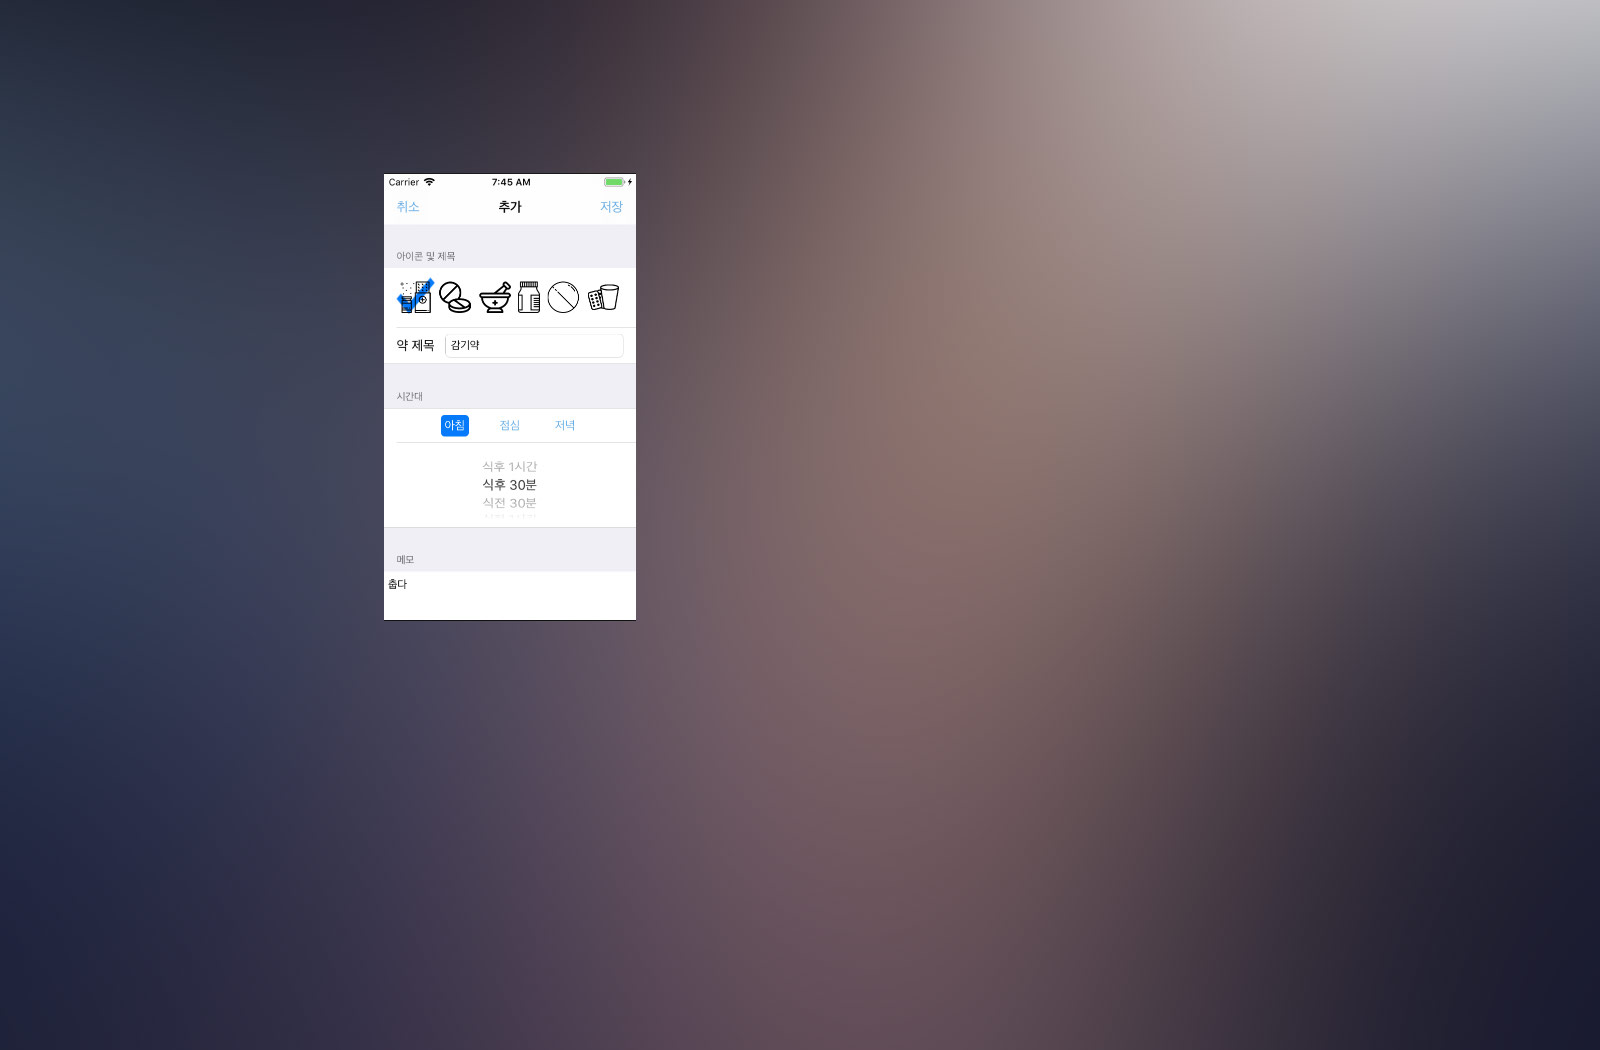 Carrier 7:45 AM
취소 추가 저장
아이콘 및 제목
약 제목 감기약
시간대
아침 점심 저녁
식후 1시간
식후 30분
식전 30분
메모
춥다